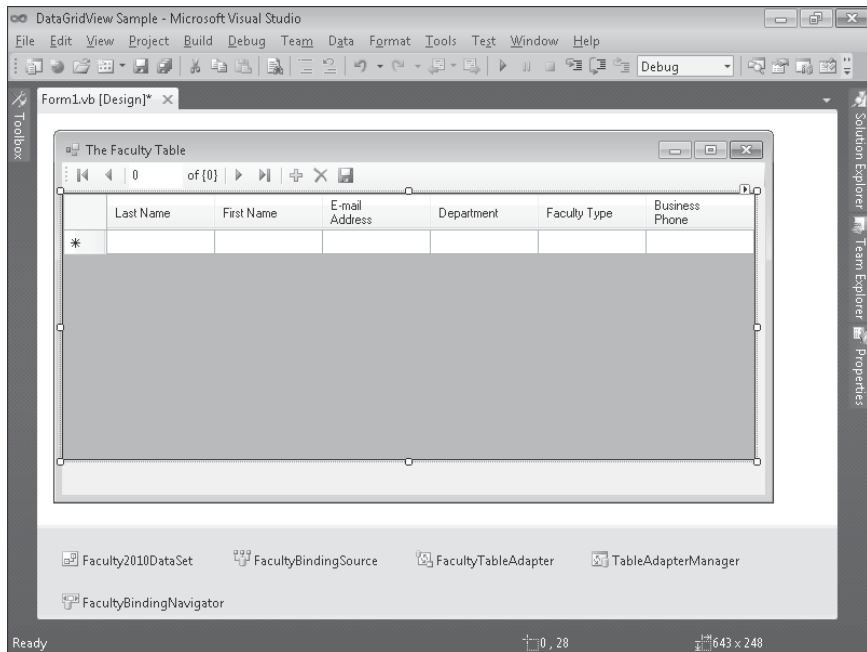 DataGridView Sample - Microsoft Visual Studio
File Edit View Project Build Debug Team Data Format Tools Test Window Help
Debug
Form1.vb [Design]*
Toolbox
The Faculty Table
0 of {0}
Last Name First Name E-mail Address Department Faculty Type Business Phone
Solution Explorer
Team Explorer
Properties
Faculty2010DataSet FacultyBindingSource FacultyTableAdapter TableAdapterManager
FacultyBindingNavigator
Ready 0 , 28 643 x 248